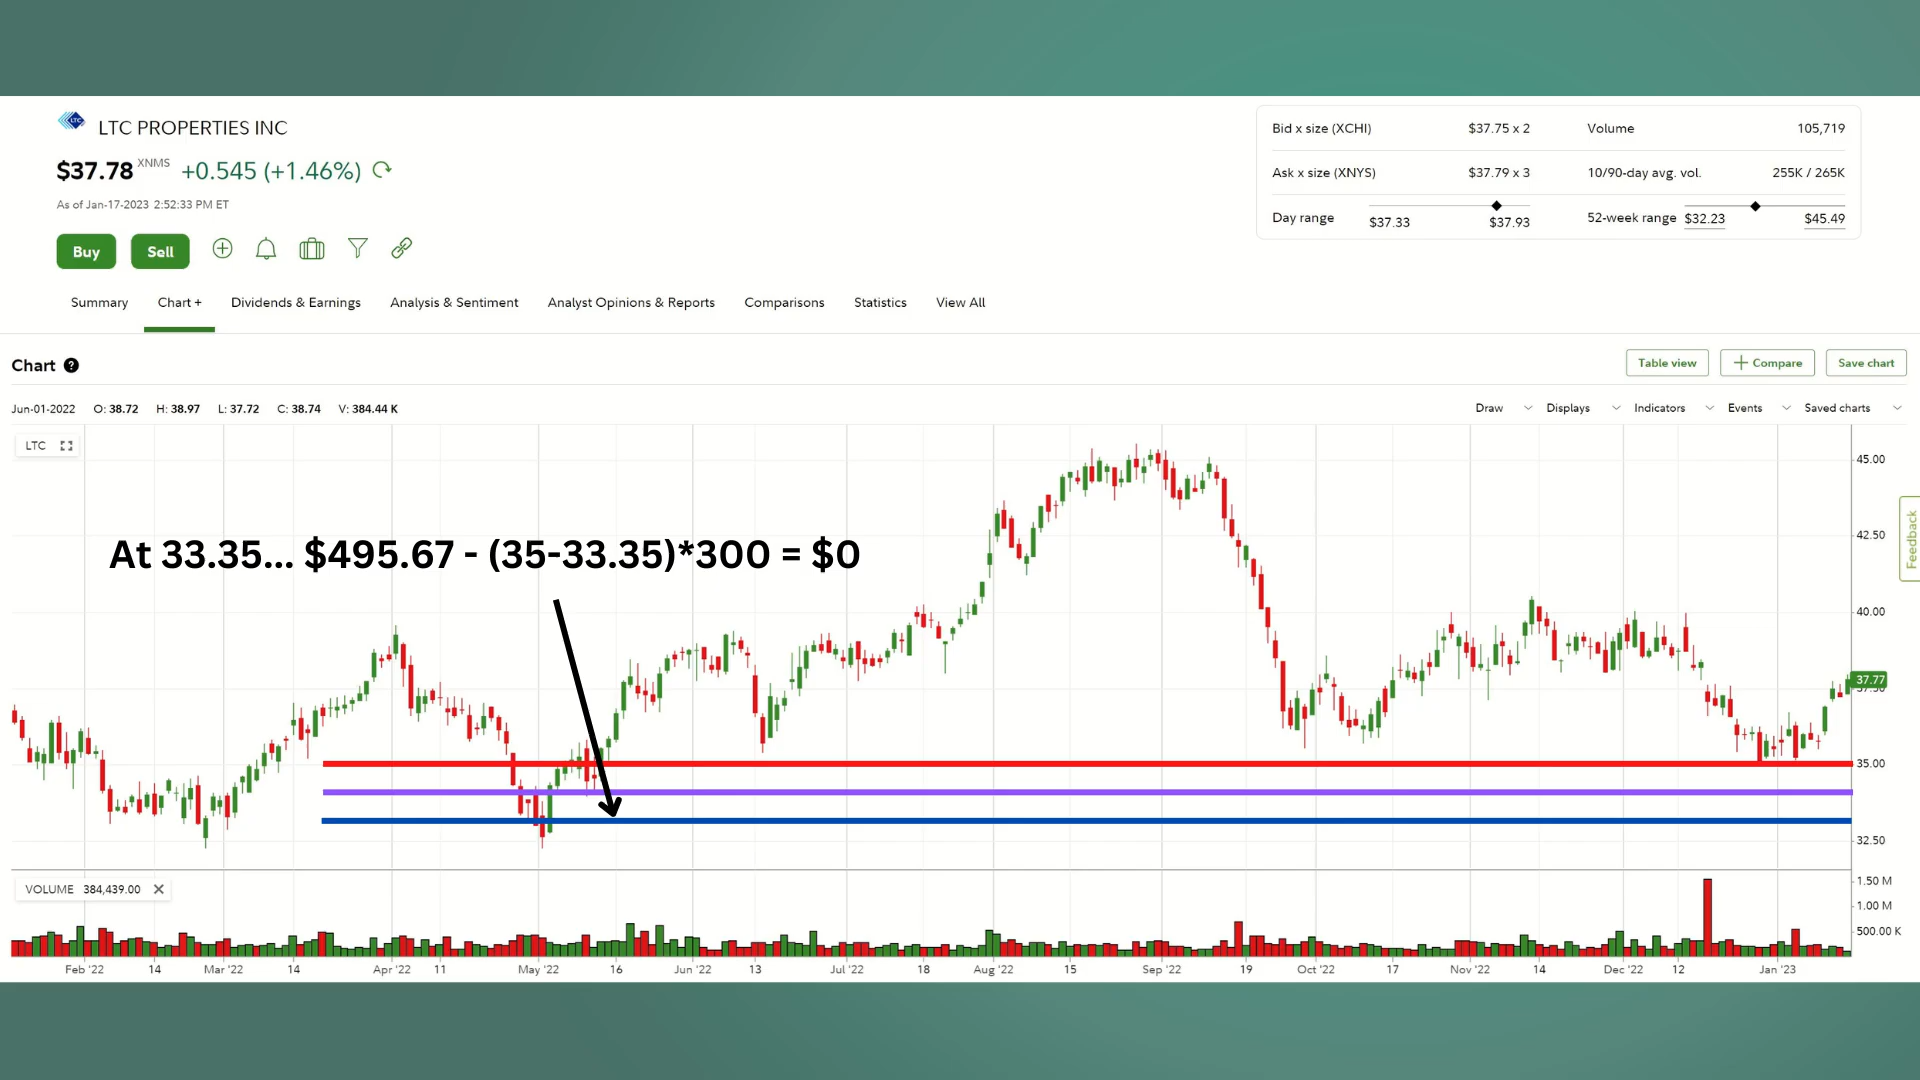 LTC
LTC PROPERTIES INC
$37.78 XNMS +0.545 (+1.46%)
As of Jan-17-2023 2:52:33 PM ET
Buy Sell
Bid x size (XCHI) $37.75 x 2 Volume 105,719
Ask x size (XNYS) $37.79 x 3 10/90-day avg. vol. 255K / 265K
Day range $37.33 $37.93 52-week range $32.23 $45.49
Summary Chart + Dividends & Earnings Analysis & Sentiment Analyst Opinions & Reports Comparisons Statistics View All
Chart ? Table view + Compare Save chart
Jun-01-2022 O: 38.72 H: 38.97 L: 37.72 C: 38.74 V: 384.44 K Draw Displays Indicators Events Saved charts
LTC
45.00
Feedback
42.50
At 33.35... $495.67 - (35-33.35)*300 = $0
40.00
37.77
37.50
35.00
32.50
VOLUME 384,439.00 X
1.50 M
1.00 M
500.00 K
Feb '22 14 Mar '22 14 Apr '22 11 May '22 16 Jun '22 13 Jul '22 18 Aug '22 15 Sep '22 19 Oct '22 17 Nov '22 14 Dec '22 12 Jan '23